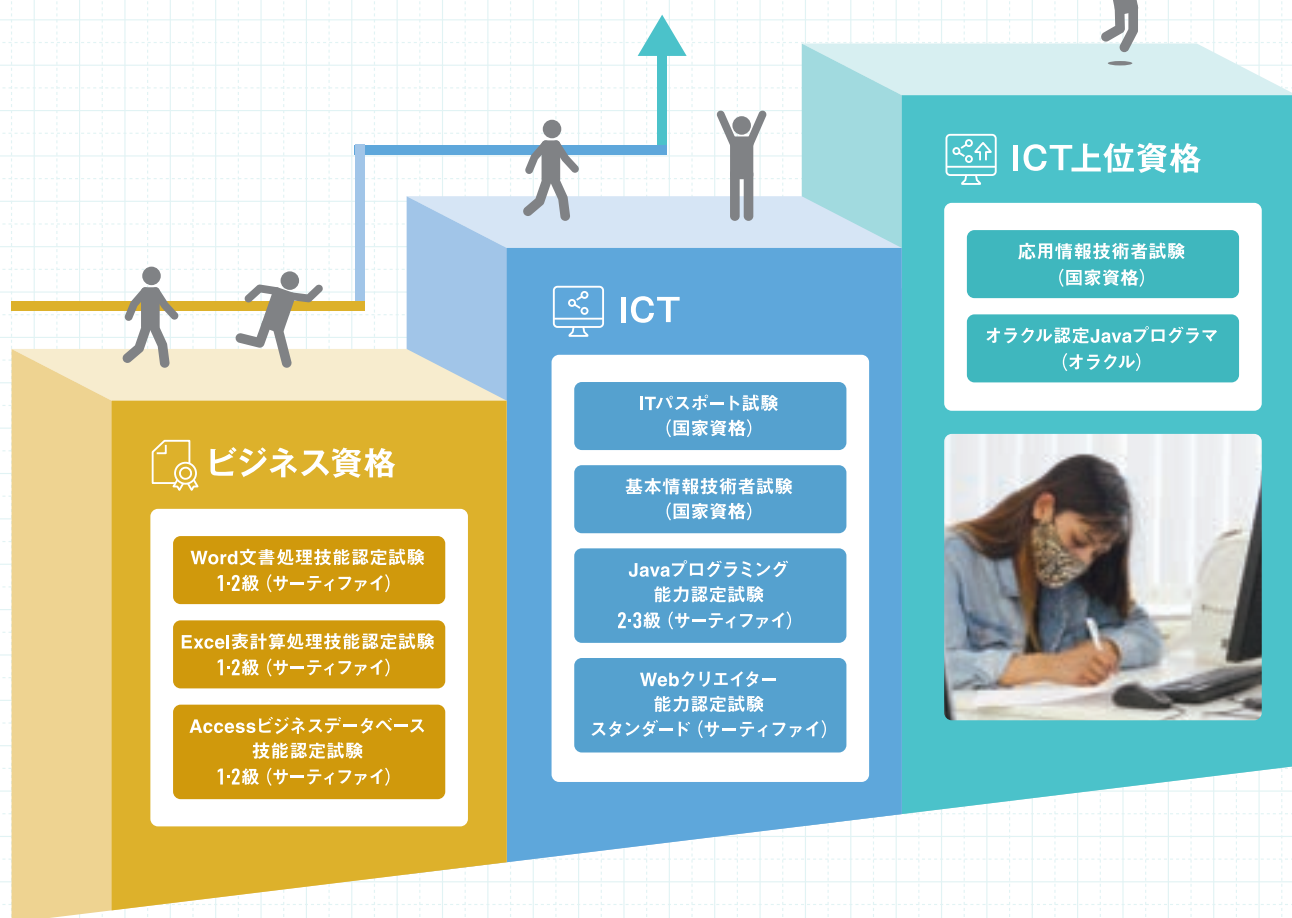 ビジネス資格
Word文書処理技能認定試験
1・2級（サーティファイ）
Excel表計算処理技能認定試験
1・2級（サーティファイ）
Accessビジネスデータベース
技能認定試験
1・2級（サーティファイ）
ICT
ITパスポート試験
（国家資格）
基本情報技術者試験
（国家資格）
Javaプログラミング
能力認定試験
2・3級（サーティファイ）
Webクリエイター
能力認定試験
スタンダード（サーティファイ）
ICT上位資格
応用情報技術者試験
（国家資格）
オラクル認定Javaプログラマ
（オラクル）